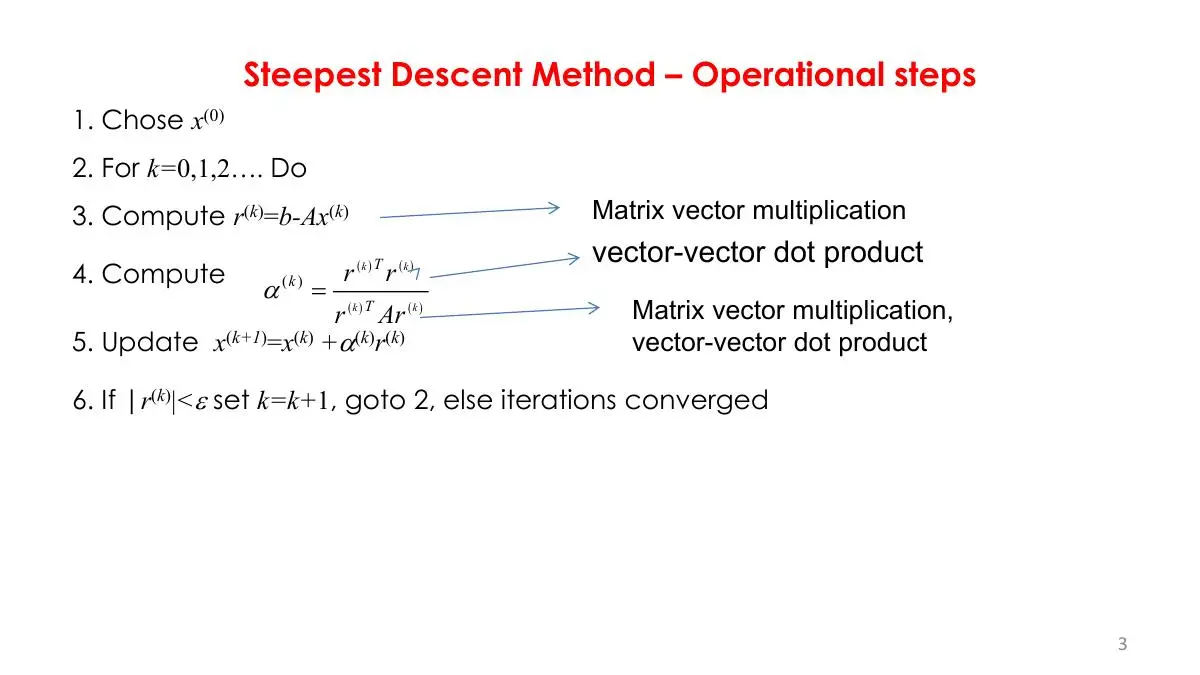 Steepest Descent Method – Operational steps
1. Chose x⁽⁰⁾
2. For k=0,1,2…. Do
3. Compute r⁽ᵏ⁾=b-Ax⁽ᵏ⁾
Matrix vector multiplication
vector-vector dot product
4. Compute α⁽ᵏ⁾ = r⁽ᵏ⁾ᵀr⁽ᵏ⁾ / r⁽ᵏ⁾ᵀAr⁽ᵏ⁾
Matrix vector multiplication,
vector-vector dot product
5. Update x⁽ᵏ⁺¹⁾=x⁽ᵏ⁾ +α⁽ᵏ⁾r⁽ᵏ⁾
6. If |r⁽ᵏ⁾|<ε set k=k+1, goto 2, else iterations converged
3